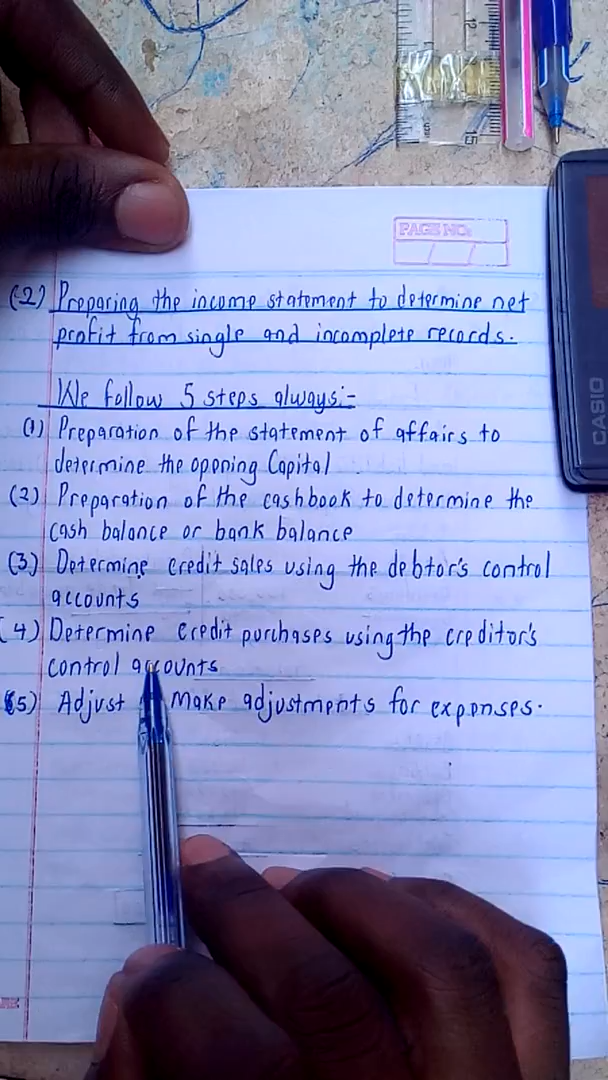 PAGE NO:
(2) Preparing the income statement to determine net
profit from single and incomplete records.
We follow 5 steps always:-
(1) Preparation of the statement of affairs to
determine the opening Capital
(2) Preparation of the cashbook to determine the
cash balance or bank balance
(3) Determine credit sales using the debtor's control
accounts
(4) Determine credit purchases using the creditor's
control accounts
(5) Adjust Make adjustments for expenses.
CASIO
12
15